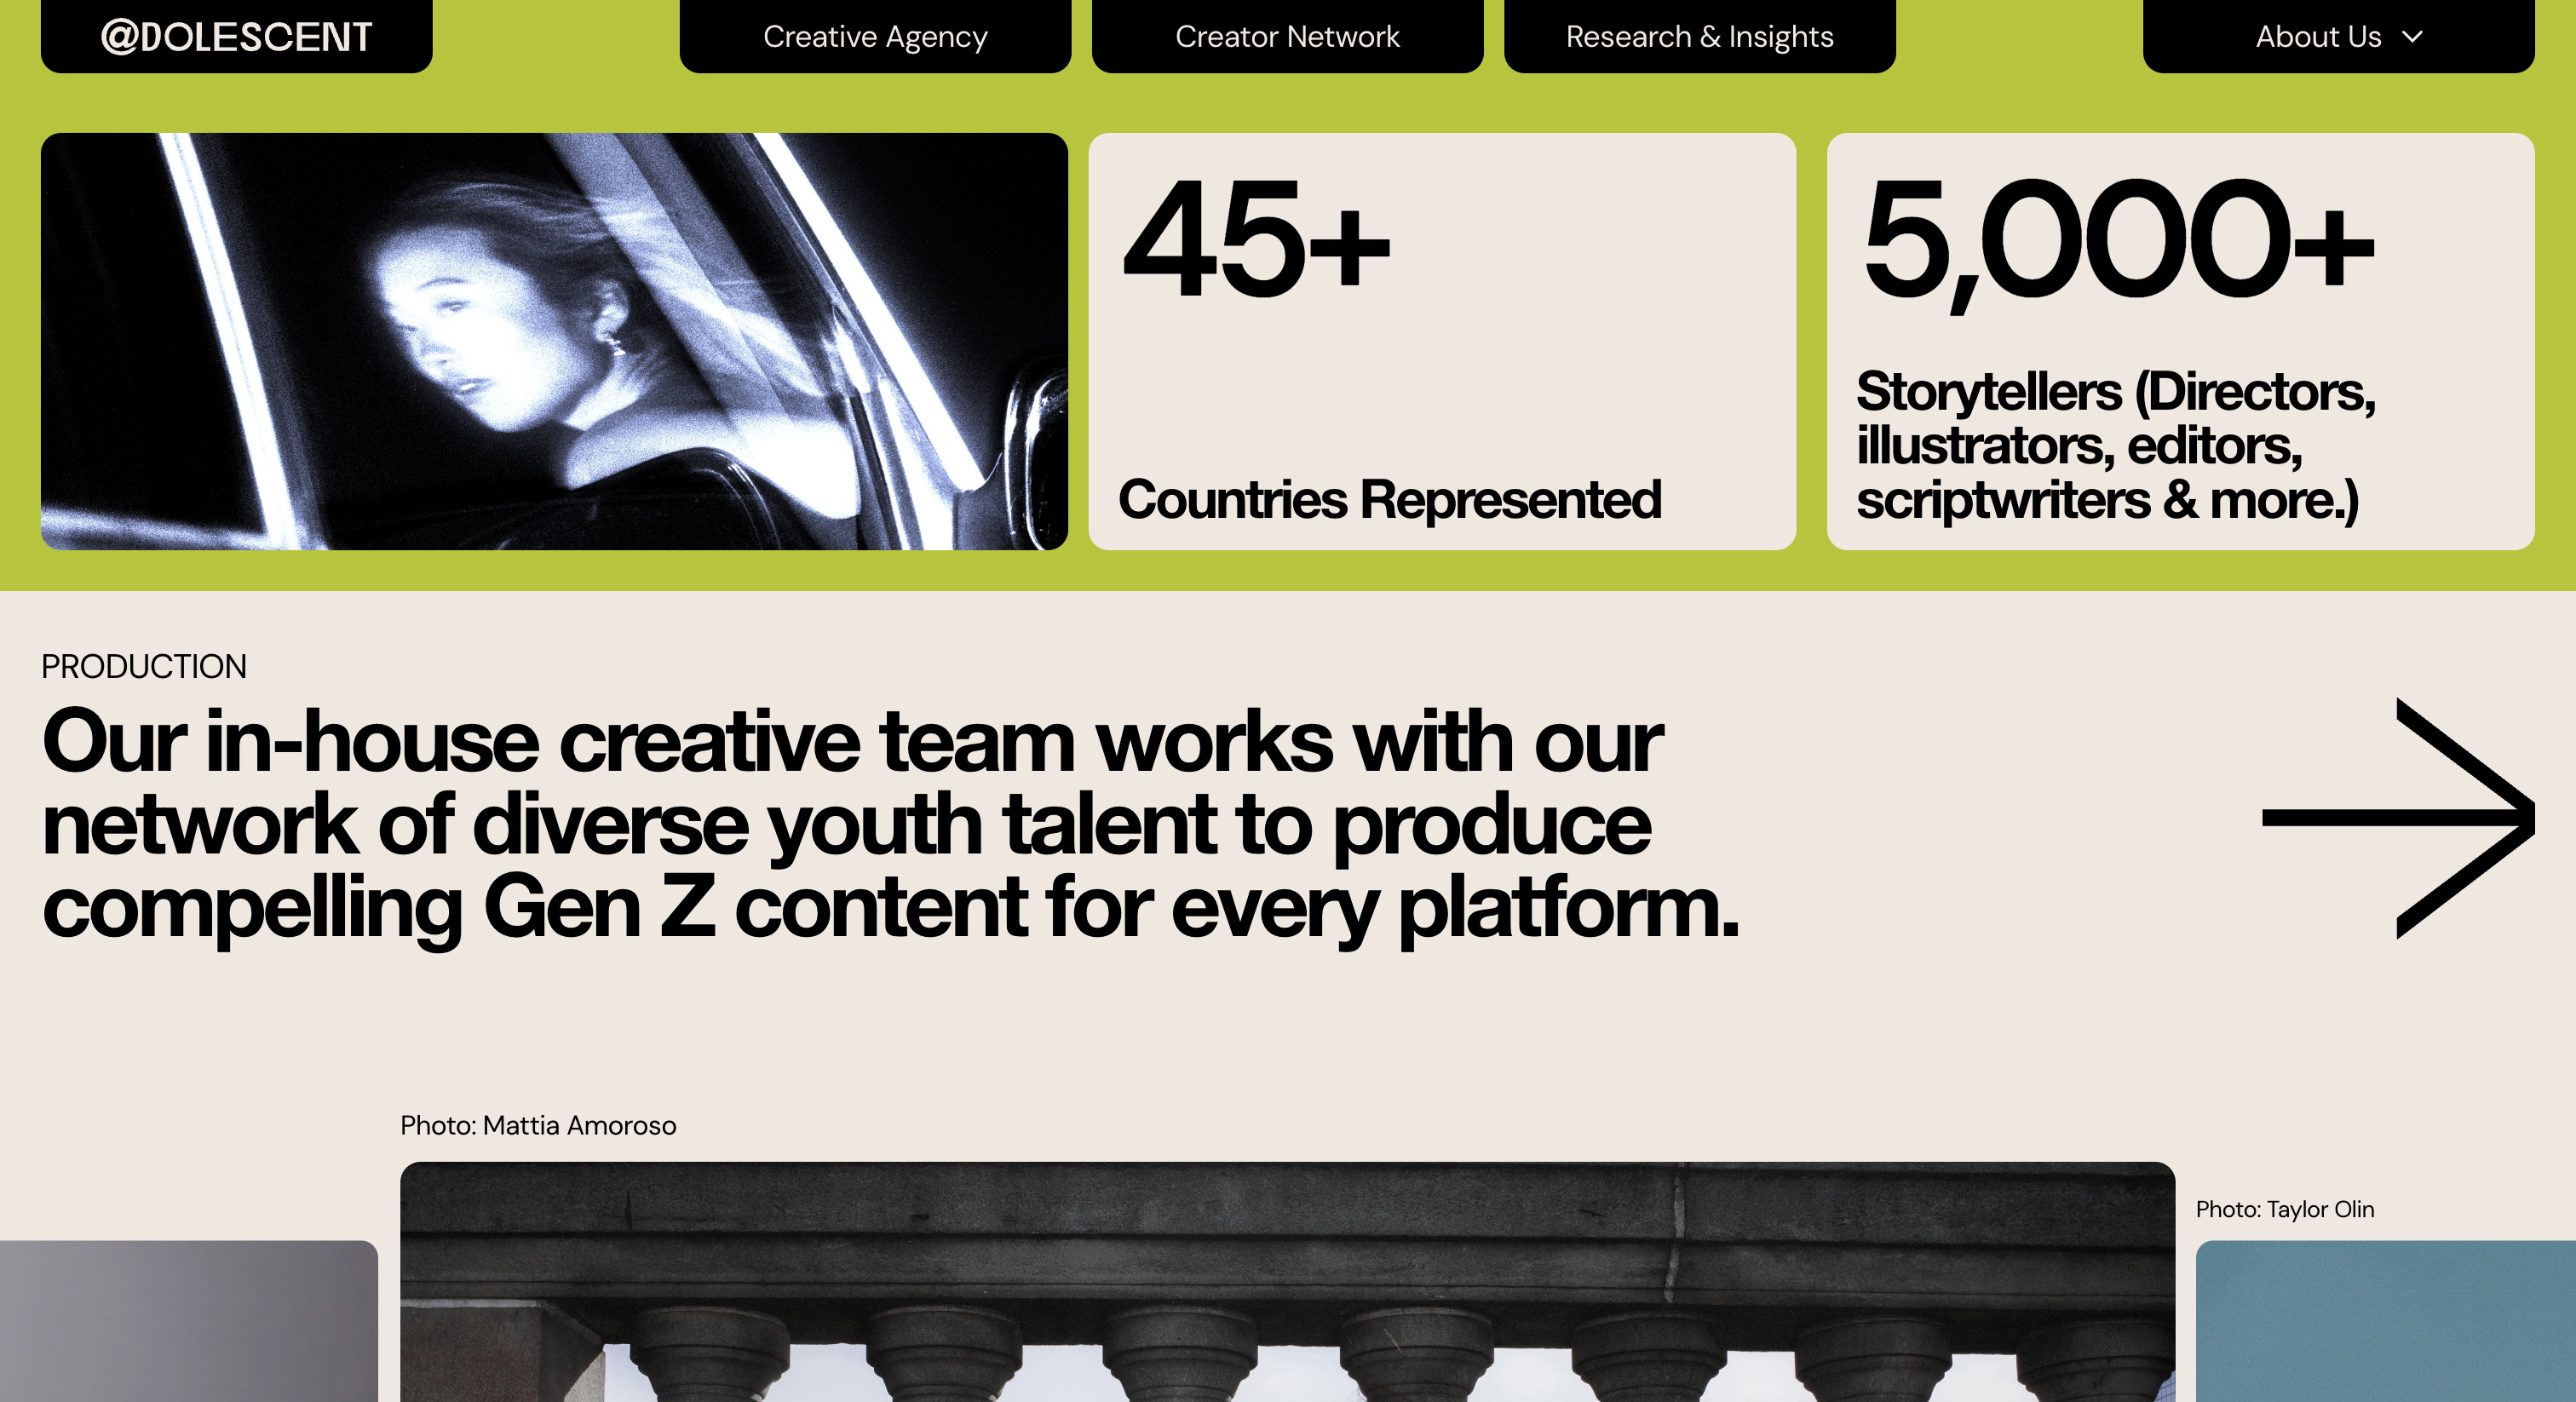 @DOLESCENT
Creative Agency
Creator Network
Research & Insights
About Us
45+
Countries Represented
5,000+
Storytellers (Directors,
illustrators, editors,
scriptwriters & more.)
PRODUCTION
Our in-house creative team works with our
network of diverse youth talent to produce
compelling Gen Z content for every platform.
Photo: Mattia Amoroso
Photo: Taylor Olin